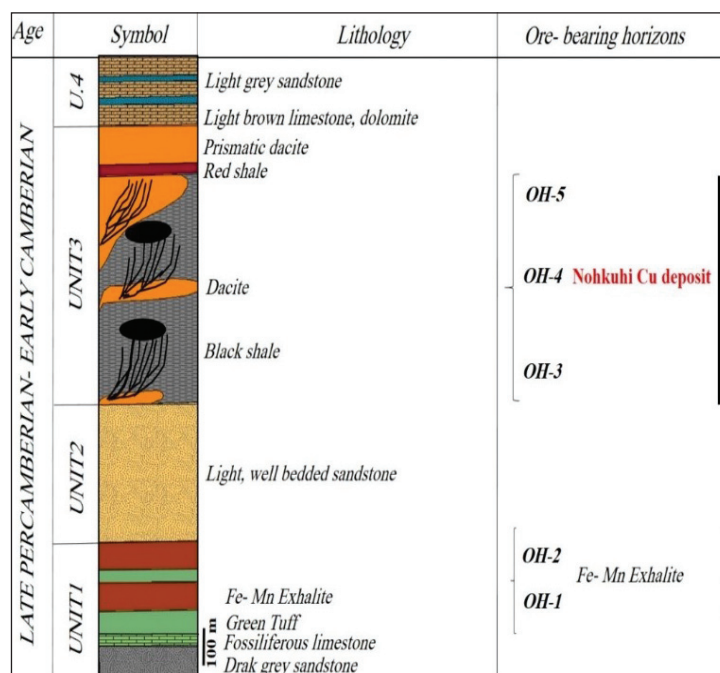 Age Symbol Lithology Ore- bearing horizons
LATE PERCAMBERIAN- EARLY CAMBERIAN
U.4
Light grey sandstone
Light brown limestone, dolomite
UNIT3
Prismatic dacite
Red shale
OH-5
Dacite
OH-4 Nohkuhi Cu deposit
Black shale
OH-3
UNIT2
Light, well bedded sandstone
UNIT1
OH-2
Fe- Mn Exhalite
Fe- Mn Exhalite
OH-1
Green Tuff
Fossiliferous limestone
100 m
Drak grey sandstone